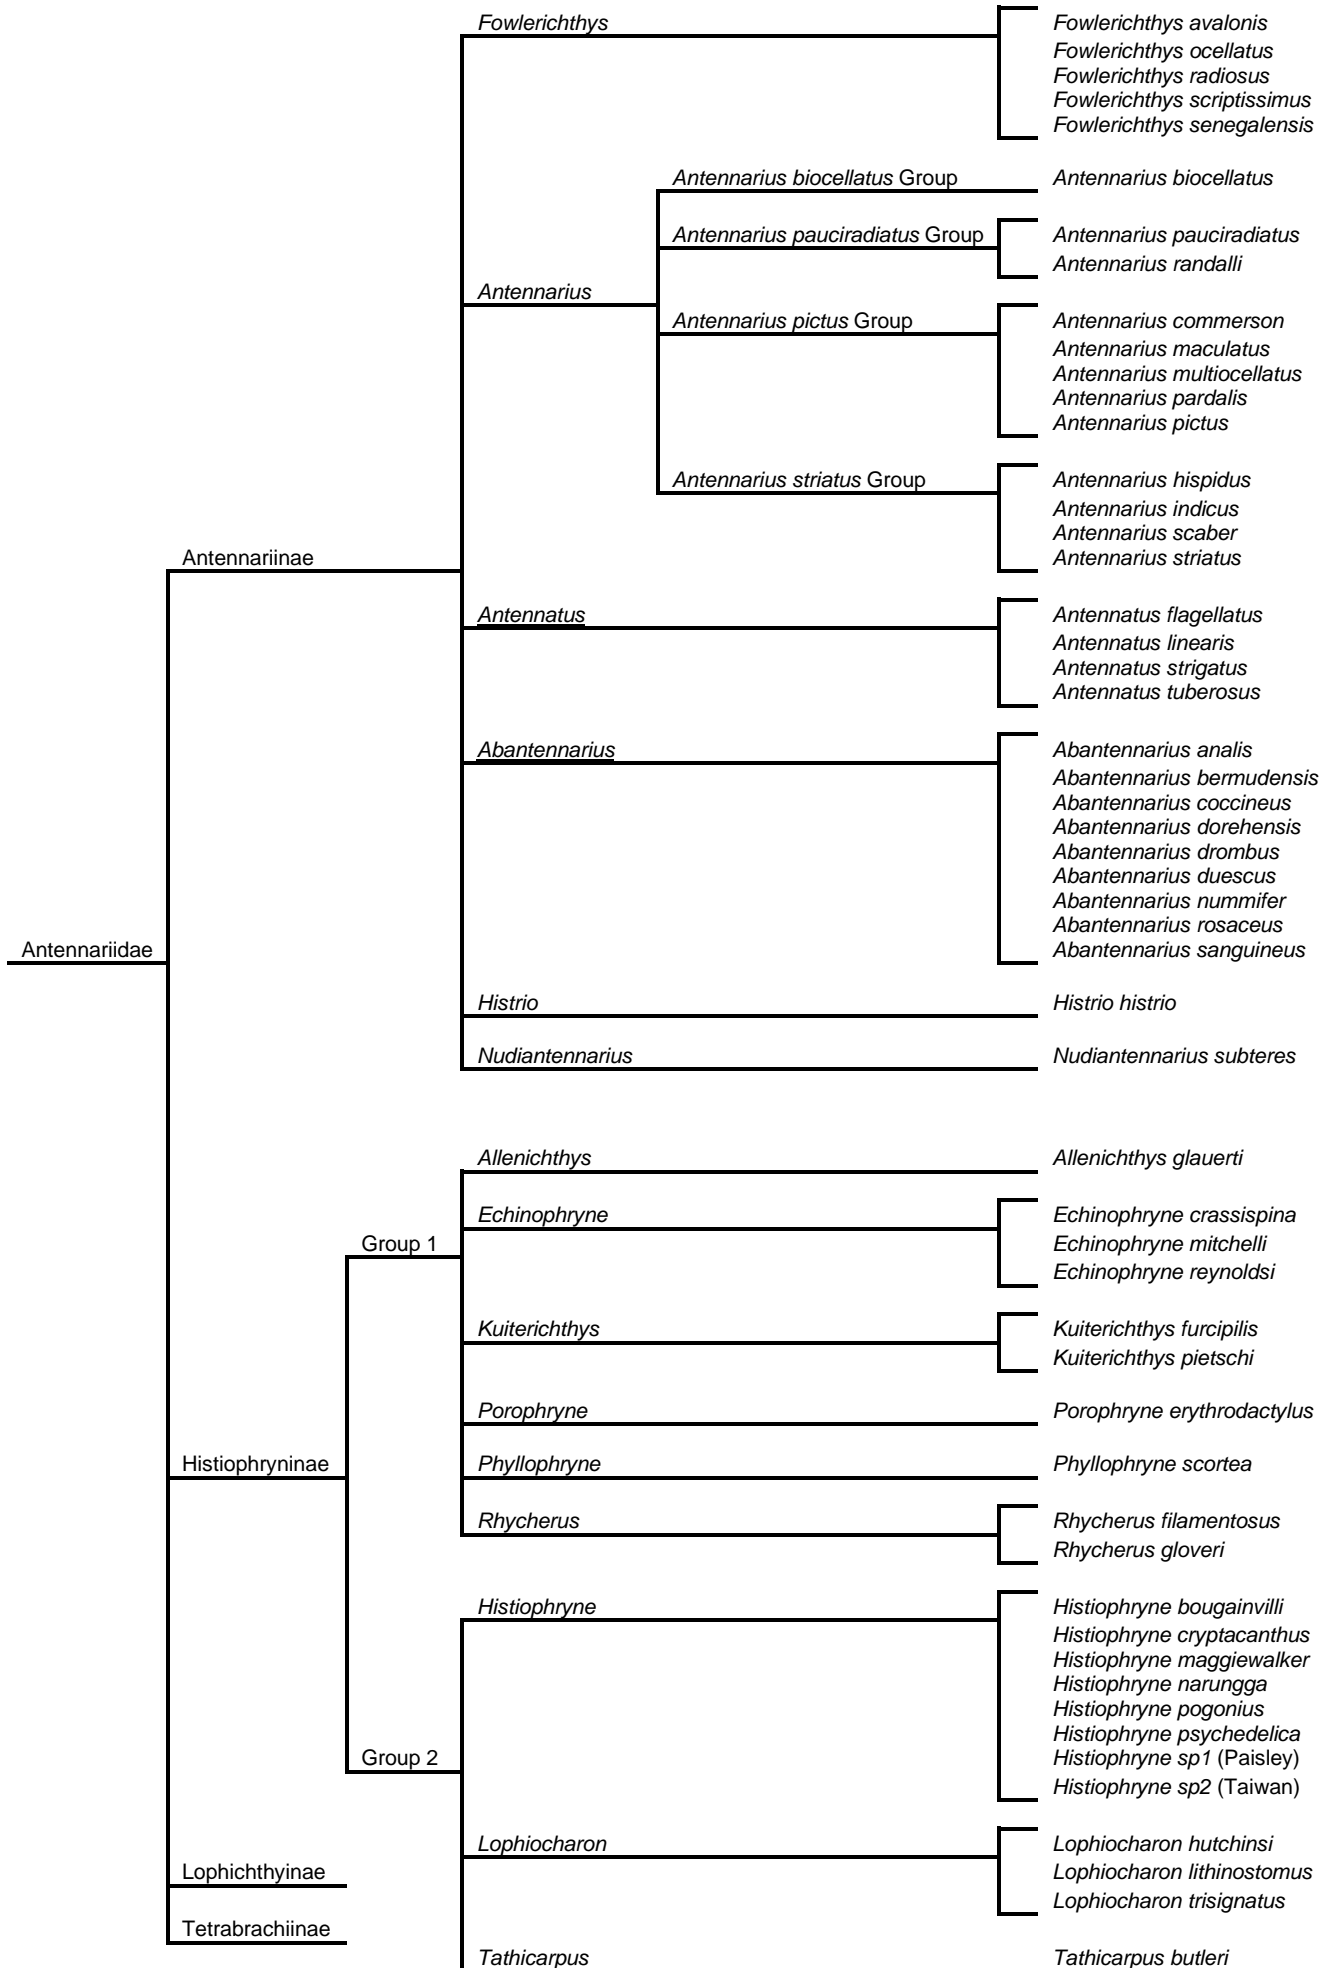 Fowlerichthys
Fowlerichthys avalonis
Fowlerichthys ocellatus
Fowlerichthys radiosus
Fowlerichthys scriptissimus
Fowlerichthys senegalensis
Antennarius biocellatus Group
Antennarius biocellatus
Antennarius pauciradiatus Group
Antennarius pauciradiatus
Antennarius randalli
Antennarius
Antennarius pictus Group
Antennarius commerson
Antennarius maculatus
Antennarius multiocellatus
Antennarius pardalis
Antennarius pictus
Antennarius striatus Group
Antennarius hispidus
Antennarius indicus
Antennarius scaber
Antennarius striatus
Antennariinae
Antennatus
Antennatus flagellatus
Antennatus linearis
Antennatus strigatus
Antennatus tuberosus
Abantennarius
Abantennarius analis
Abantennarius bermudensis
Abantennarius coccineus
Abantennarius dorehensis
Abantennarius drombus
Abantennarius duescus
Abantennarius nummifer
Abantennarius rosaceus
Abantennarius sanguineus
Antennariidae
Histrio
Histrio histrio
Nudiantennarius
Nudiantennarius subteres
Allenichthys
Allenichthys glauerti
Echinophryne
Echinophryne crassispina
Echinophryne mitchelli
Echinophryne reynoldsi
Group 1
Kuiterichthys
Kuiterichthys furcipilis
Kuiterichthys pietschi
Porophryne
Porophryne erythrodactylus
Histiophryninae
Phyllophryne
Phyllophryne scortea
Rhycherus
Rhycherus filamentosus
Rhycherus gloveri
Histiophryne
Histiophryne bougainvilli
Histiophryne cryptacanthus
Histiophryne maggiewalker
Histiophryne narungga
Histiophryne pogonius
Histiophryne psychedelica
Histiophryne sp1 (Paisley)
Histiophryne sp2 (Taiwan)
Group 2
Lophiocharon
Lophiocharon hutchinsi
Lophiocharon lithinostomus
Lophiocharon trisignatus
Lophichthyinae
Tetrabrachiinae
Tathicarpus
Tathicarpus butleri